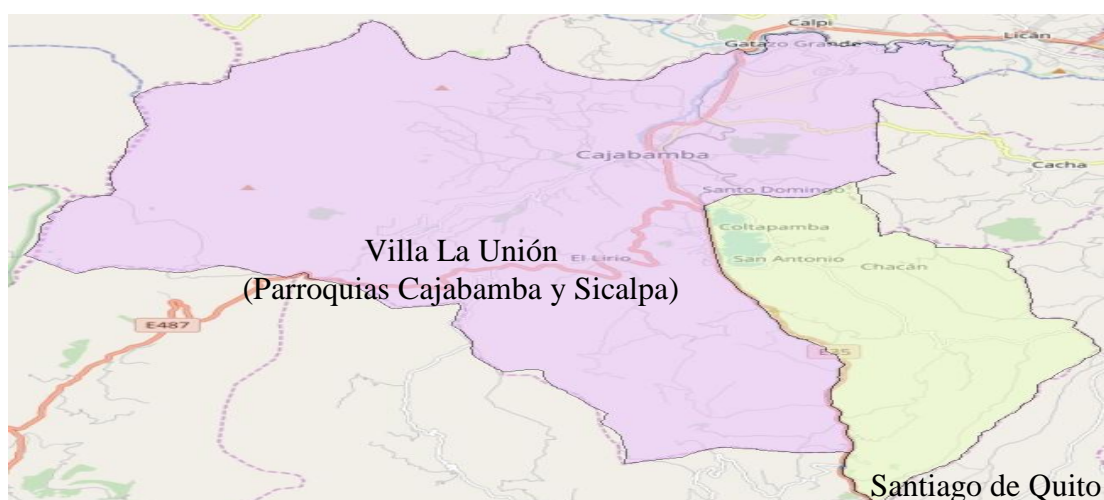 Calpi
Licán
Gatazo Grande
Cajabamba
Cacha
Santo Domingo
Coltapamba
Villa La Unión
El Lirio
San Antonio
Chacán
(Parroquias Cajabamba y Sicalpa)
E487
E35
Santiago de Quito